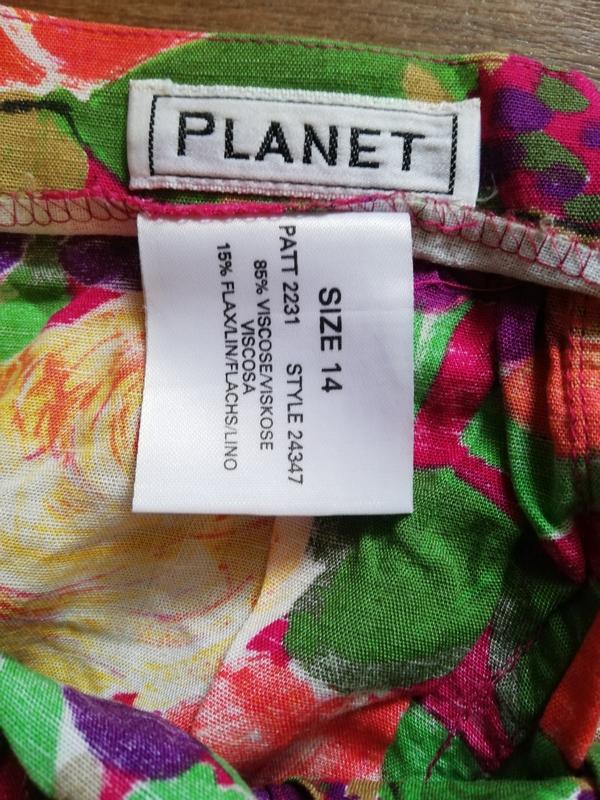 PLANET
SIZE 14
PATT 2231 STYLE 24347
85% VISCOSE/VISKOSE
VISCOSA
15% FLAX/LIN/FLACHS/LINO